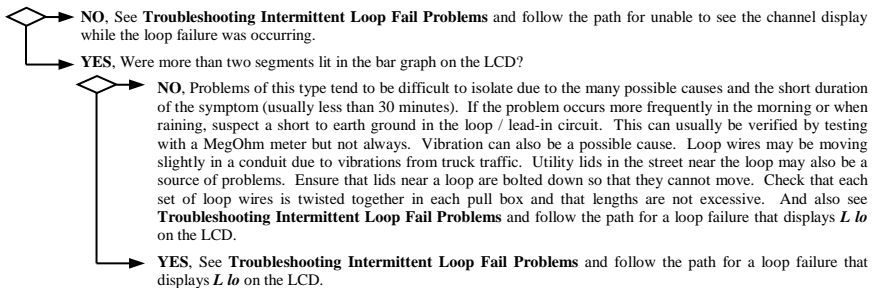 NO, See Troubleshooting Intermittent Loop Fail Problems and follow the path for unable to see the channel display
while the loop failure was occurring.
YES, Were more than two segments lit in the bar graph on the LCD?
NO, Problems of this type tend to be difficult to isolate due to the many possible causes and the short duration
of the symptom (usually less than 30 minutes). If the problem occurs more frequently in the morning or when
raining, suspect a short to earth ground in the loop / lead-in circuit. This can usually be verified by testing
with a MegOhm meter but not always. Vibration can also be a possible cause. Loop wires may be moving
slightly in a conduit due to vibrations from truck traffic. Utility lids in the street near the loop may also be a
source of problems. Ensure that lids near a loop are bolted down so that they cannot move. Check that each
set of loop wires is twisted together in each pull box and that lengths are not excessive. And also see
Troubleshooting Intermittent Loop Fail Problems and follow the path for a loop failure that displays L lo
on the LCD.
YES, See Troubleshooting Intermittent Loop Fail Problems and follow the path for a loop failure that
displays L lo on the LCD.